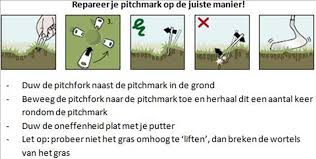 Repareer je pitchmark op de juiste manier!
3.
- Duw de pitchfork naast de pitchmark in de grond
- Beweeg de pitchfork naar de pitchmark toe en herhaal dit een aantal keer
rondom de pitchmark
- Duw de oneffenheid plat met je putter
- Let op: probeer niet het gras omhoog te 'liften', dan breken de wortels
van het gras